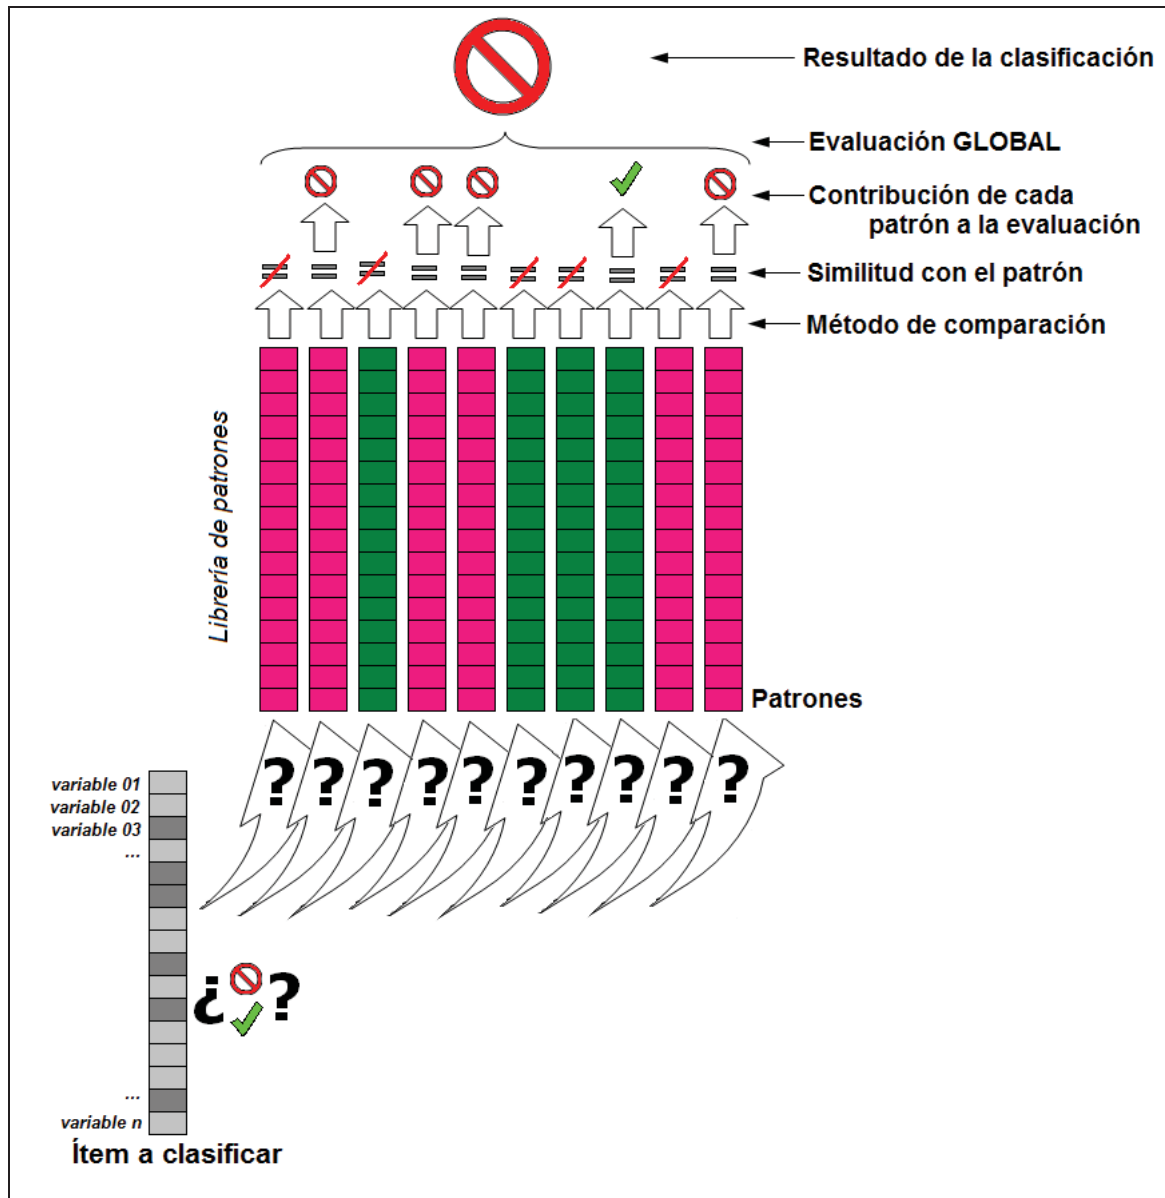 Resultado de la clasificación
Evaluación GLOBAL
Contribución de cada
patrón a la evaluación
Similitud con el patrón
Método de comparación
Librería de patrones
Patrones
? ? ? ? ? ? ? ? ? ?
variable 01
variable 02
variable 03
...
¿ ?
...
variable n
Ítem a clasificar